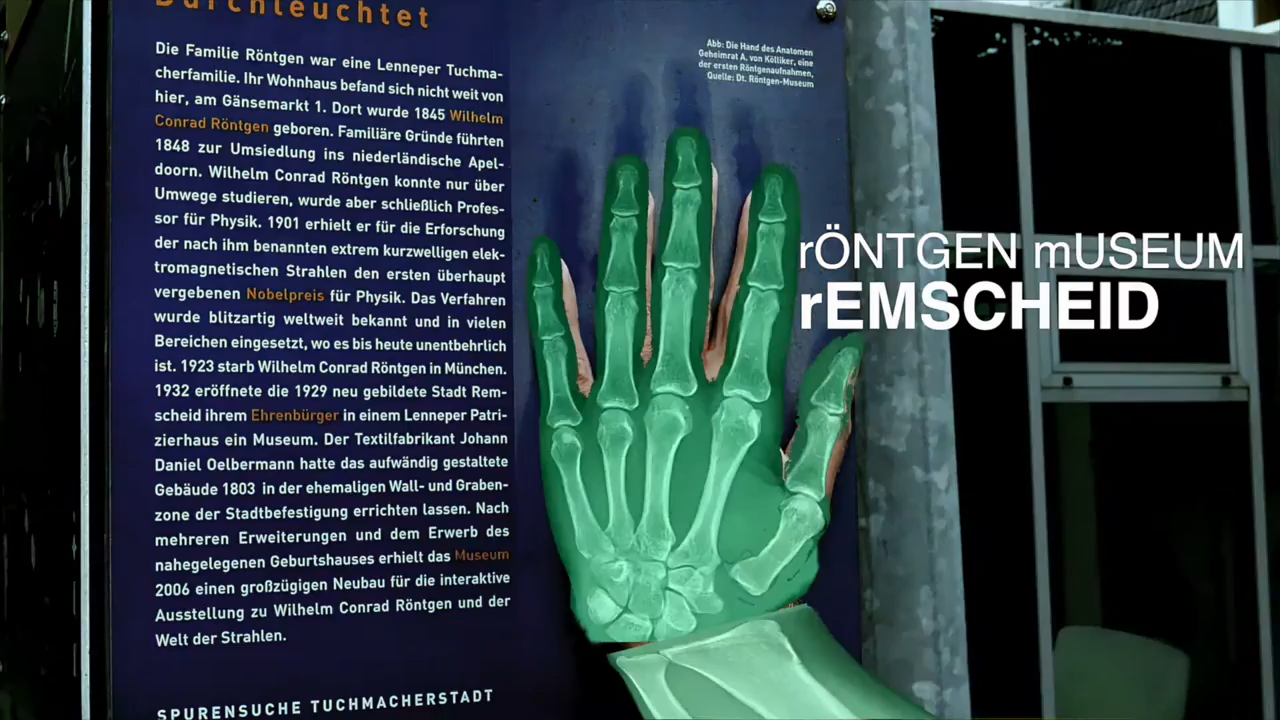 Durchleuchtet
Die Familie Röntgen war eine Lenneper Tuchma-
cherfamilie. Ihr Wohnhaus befand sich nicht weit von
hier, am Gänsemarkt 1. Dort wurde 1845 Wilhelm
Conrad Röntgen geboren. Familiäre Gründe führten
1848 zur Umsiedlung ins niederländische Apel-
doorn. Wilhelm Conrad Röntgen konnte nur über
Umwege studieren, wurde aber schließlich Profes-
sor für Physik. 1901 erhielt er für die Erforschung
der nach ihm benannten extrem kurzwelligen elek-
tromagnetischen Strahlen den ersten überhaupt
vergebenen Nobelpreis für Physik. Das Verfahren
wurde blitzartig weltweit bekannt und in vielen
Bereichen eingesetzt, wo es bis heute unentbehrlich
ist. 1923 starb Wilhelm Conrad Röntgen in München.
1932 eröffnete die 1929 neu gebildete Stadt Rem-
scheid ihrem Ehrenbürger in einem Lenneper Patri-
zierhaus ein Museum. Der Textilfabrikant Johann
Daniel Oelbermann hatte das aufwändig gestaltete
Gebäude 1803 in der ehemaligen Wall- und Graben-
zone der Stadtbefestigung errichten lassen. Nach
mehreren Erweiterungen und dem Erwerb des
nahegelegenen Geburtshauses erhielt das Museum
2006 einen großzügigen Neubau für die interaktive
Ausstellung zu Wilhelm Conrad Röntgen und der
Welt der Strahlen.
SPURENSUCHE TUCHMACHERSTADT
Abb: Die Hand des Anatomen
Geheimrat A. von Kölliker, eine
der ersten Röntgenaufnahmen,
Quelle: Dt. Röntgen-Museum
rÖNTGEN mUSEUM
rEMSCHEID